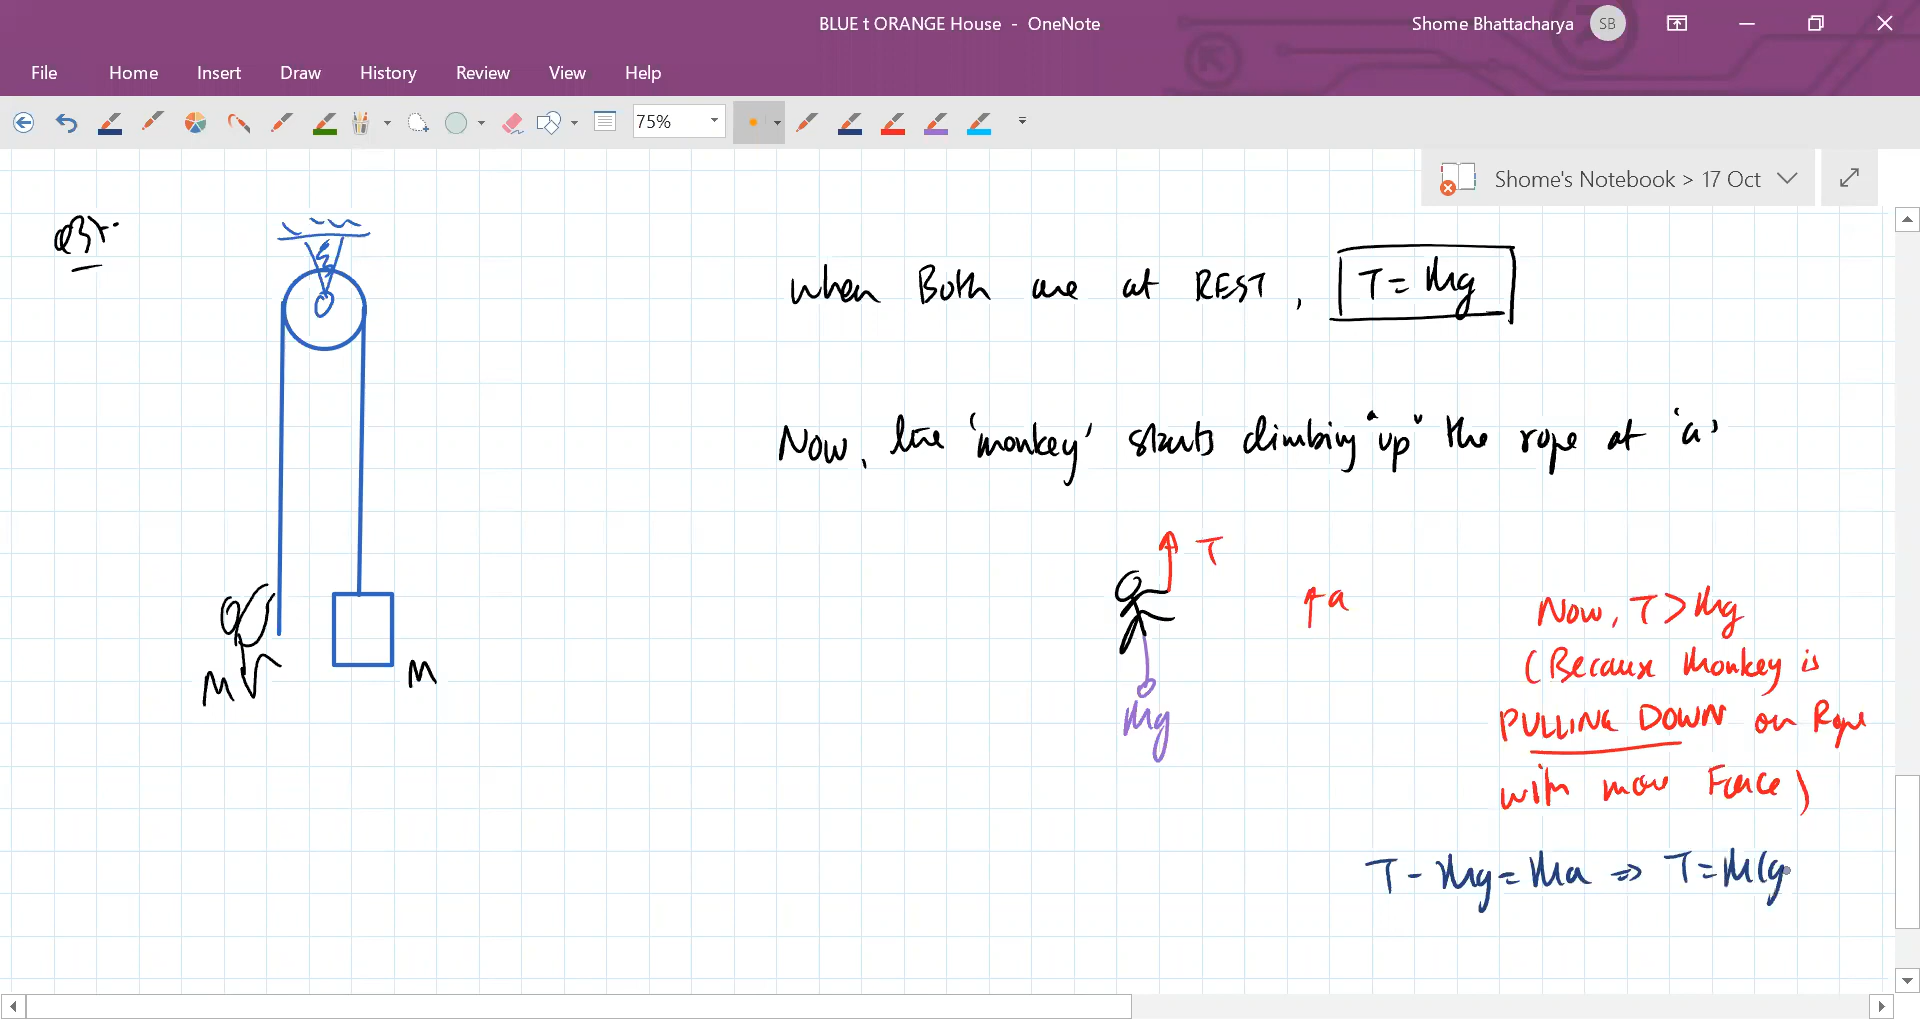 BLUE t ORANGE House - OneNote
Shome Bhattacharya SB
File Home Insert Draw History Review View Help
75%
Shome's Notebook > 17 Oct
Q37.
When Both are at REST, T = Mg
Now, the 'monkey' starts climbing "up" the rope at 'a'
T
a
Now, T > Mg
(Because Monkey is
PULLING DOWN on Rope
with more Force)
Mg
M
M
T - Mg = Ma => T = M(g